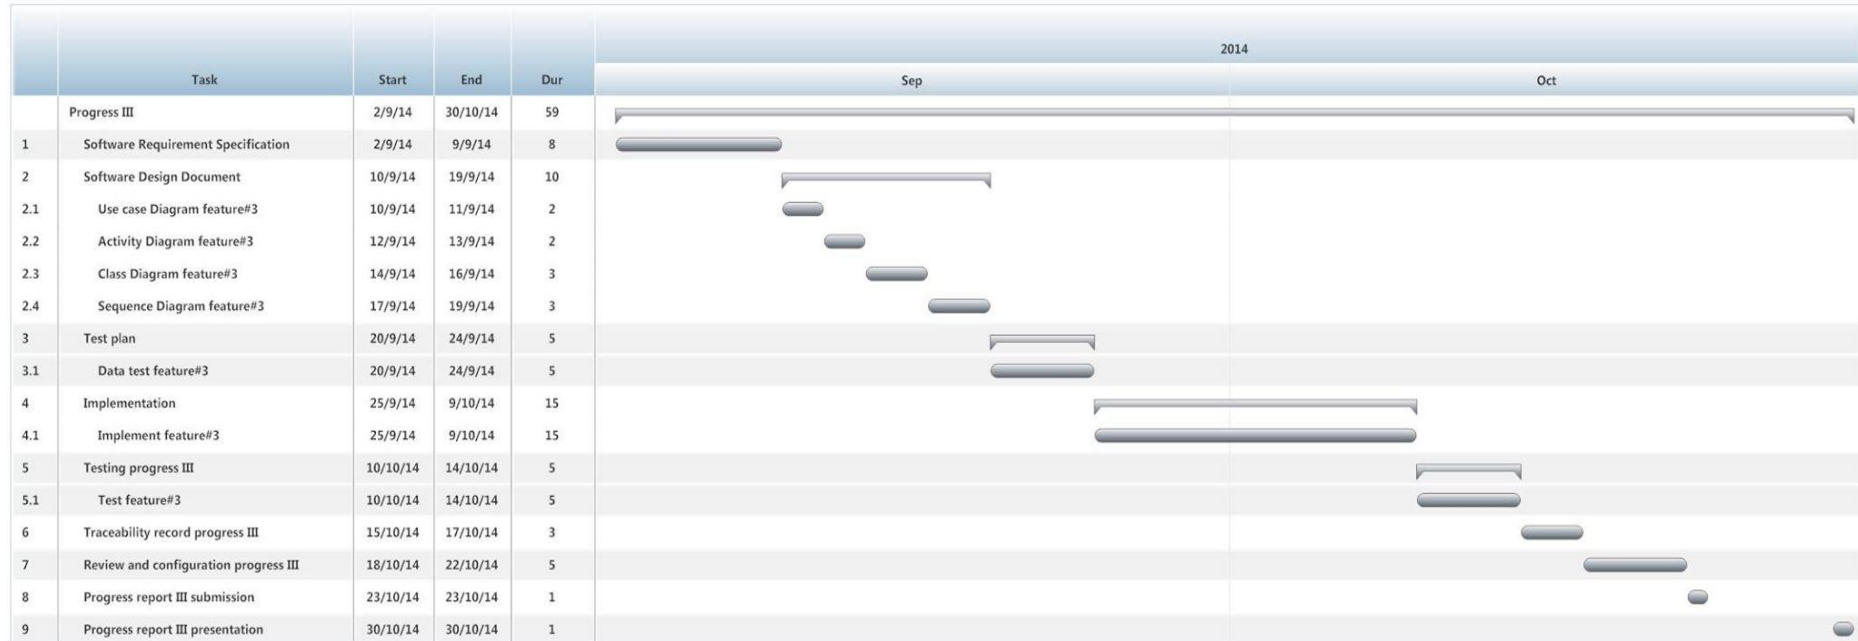 2014
Task Start End Dur Sep Oct
Progress III 2/9/14 30/10/14 59
1 Software Requirement Specification 2/9/14 9/9/14 8
2 Software Design Document 10/9/14 19/9/14 10
2.1 Use case Diagram feature#3 10/9/14 11/9/14 2
2.2 Activity Diagram feature#3 12/9/14 13/9/14 2
2.3 Class Diagram feature#3 14/9/14 16/9/14 3
2.4 Sequence Diagram feature#3 17/9/14 19/9/14 3
3 Test plan 20/9/14 24/9/14 5
3.1 Data test feature#3 20/9/14 24/9/14 5
4 Implementation 25/9/14 9/10/14 15
4.1 Implement feature#3 25/9/14 9/10/14 15
5 Testing progress III 10/10/14 14/10/14 5
5.1 Test feature#3 10/10/14 14/10/14 5
6 Traceability record progress III 15/10/14 17/10/14 3
7 Review and configuration progress III 18/10/14 22/10/14 5
8 Progress report III submission 23/10/14 23/10/14 1
9 Progress report III presentation 30/10/14 30/10/14 1